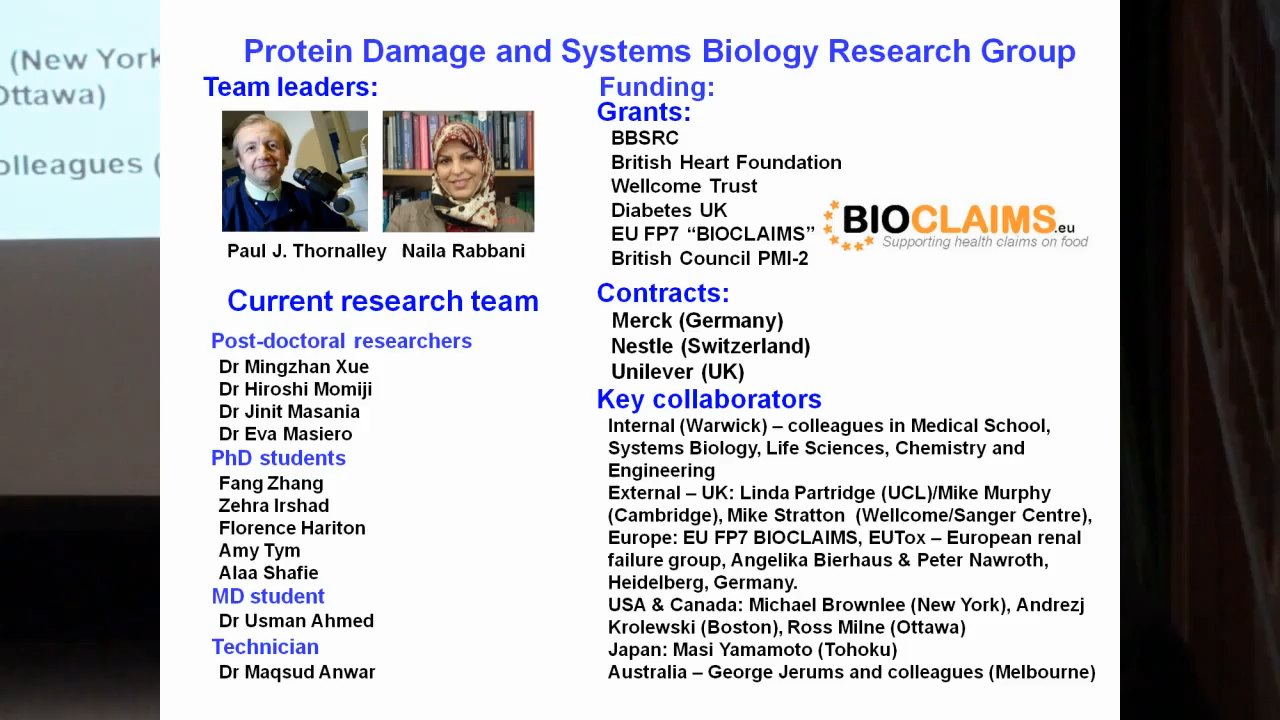 (New York
Ottawa)
olleagues (
Protein Damage and Systems Biology Research Group
Team leaders:
Paul J. Thornalley Naila Rabbani
Current research team
Post-doctoral researchers
Dr Mingzhan Xue
Dr Hiroshi Momiji
Dr Jinit Masania
Dr Eva Masiero
PhD students
Fang Zhang
Zehra Irshad
Florence Hariton
Amy Tym
Alaa Shafie
MD student
Dr Usman Ahmed
Technician
Dr Maqsud Anwar
Funding:
Grants:
BBSRC
British Heart Foundation
Wellcome Trust
Diabetes UK
EU FP7 “BIOCLAIMS”
British Council PMI-2
BIOCLAIMS.eu
Supporting health claims on food
Contracts:
Merck (Germany)
Nestle (Switzerland)
Unilever (UK)
Key collaborators
Internal (Warwick) – colleagues in Medical School,
Systems Biology, Life Sciences, Chemistry and
Engineering
External – UK: Linda Partridge (UCL)/Mike Murphy
(Cambridge), Mike Stratton (Wellcome/Sanger Centre),
Europe: EU FP7 BIOCLAIMS, EUTox – European renal
failure group, Angelika Bierhaus & Peter Nawroth,
Heidelberg, Germany.
USA & Canada: Michael Brownlee (New York), Andrezj
Krolewski (Boston), Ross Milne (Ottawa)
Japan: Masi Yamamoto (Tohoku)
Australia – George Jerums and colleagues (Melbourne)